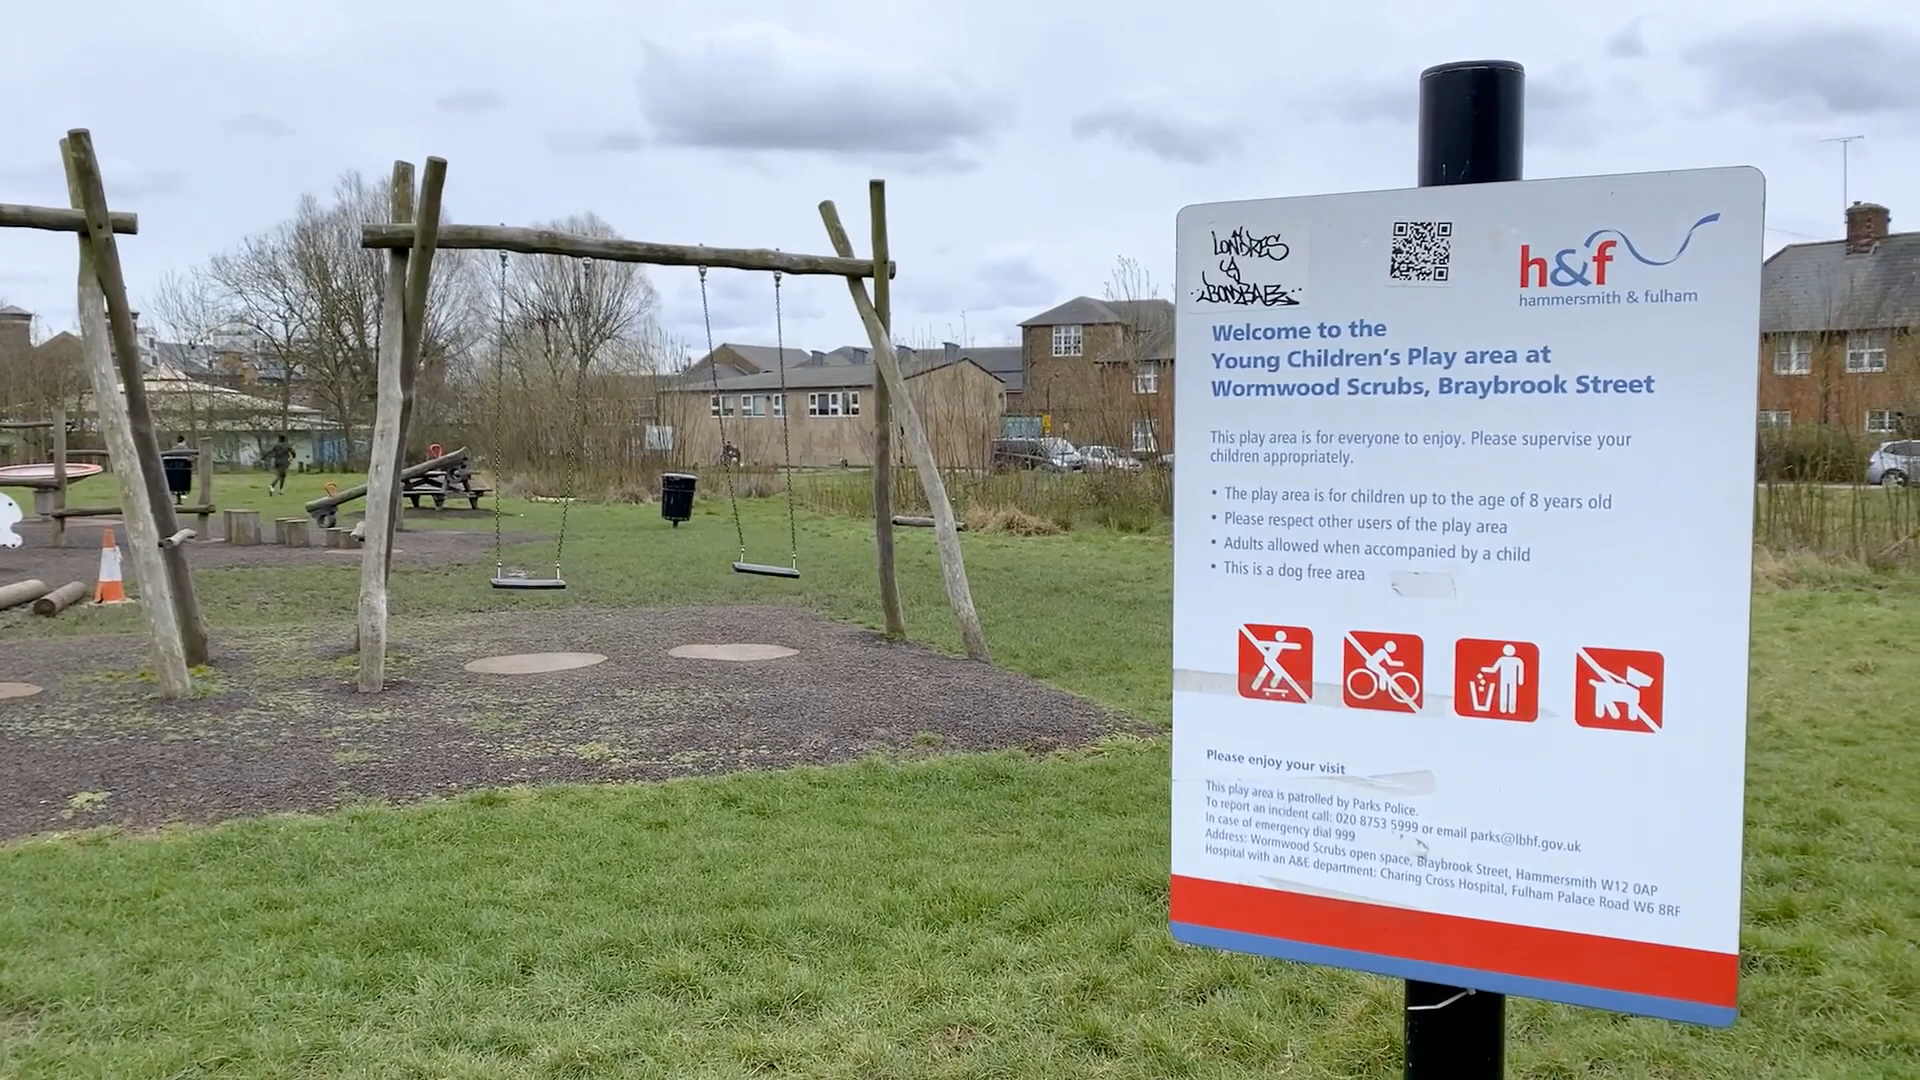 LONDRES
LA
BOMBAE
h&f
hammersmith & fulham
Welcome to the
Young Children's Play area at
Wormwood Scrubs, Braybrook Street
This play area is for everyone to enjoy. Please supervise your
children appropriately.
• The play area is for children up to the age of 8 years old
• Please respect other users of the play area
• Adults allowed when accompanied by a child
• This is a dog free area
Please enjoy your visit
This play area is patrolled by Parks Police.
To report an incident call: 020 8753 5999 or email parks@lbhf.gov.uk
In case of emergency dial 999
Address: Wormwood Scrubs open space, Braybrook Street, Hammersmith W12 0AP
Hospital with an A&E department: Charing Cross Hospital, Fulham Palace Road W6 8RF